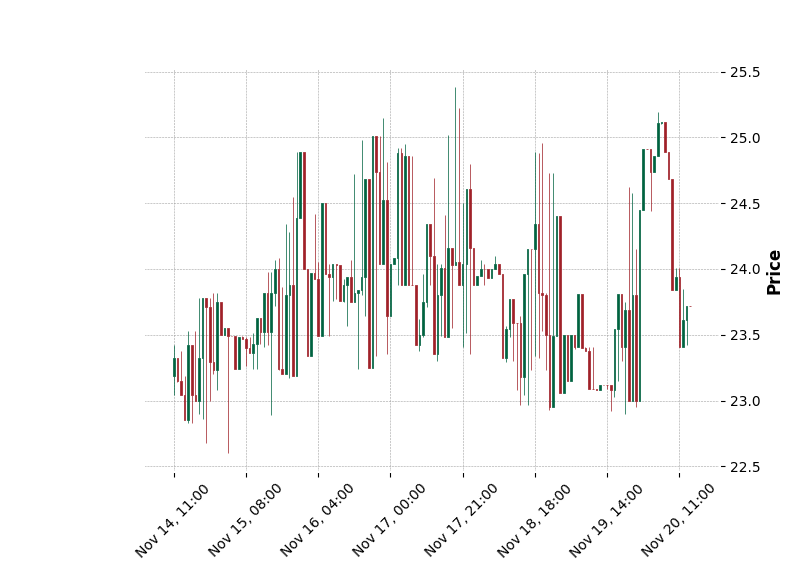 25.5
25.0
24.5
24.0
23.5
23.0
22.5
Price
Nov 14, 11:00
Nov 15, 08:00
Nov 16, 04:00
Nov 17, 00:00
Nov 17, 21:00
Nov 18, 18:00
Nov 19, 14:00
Nov 20, 11:00